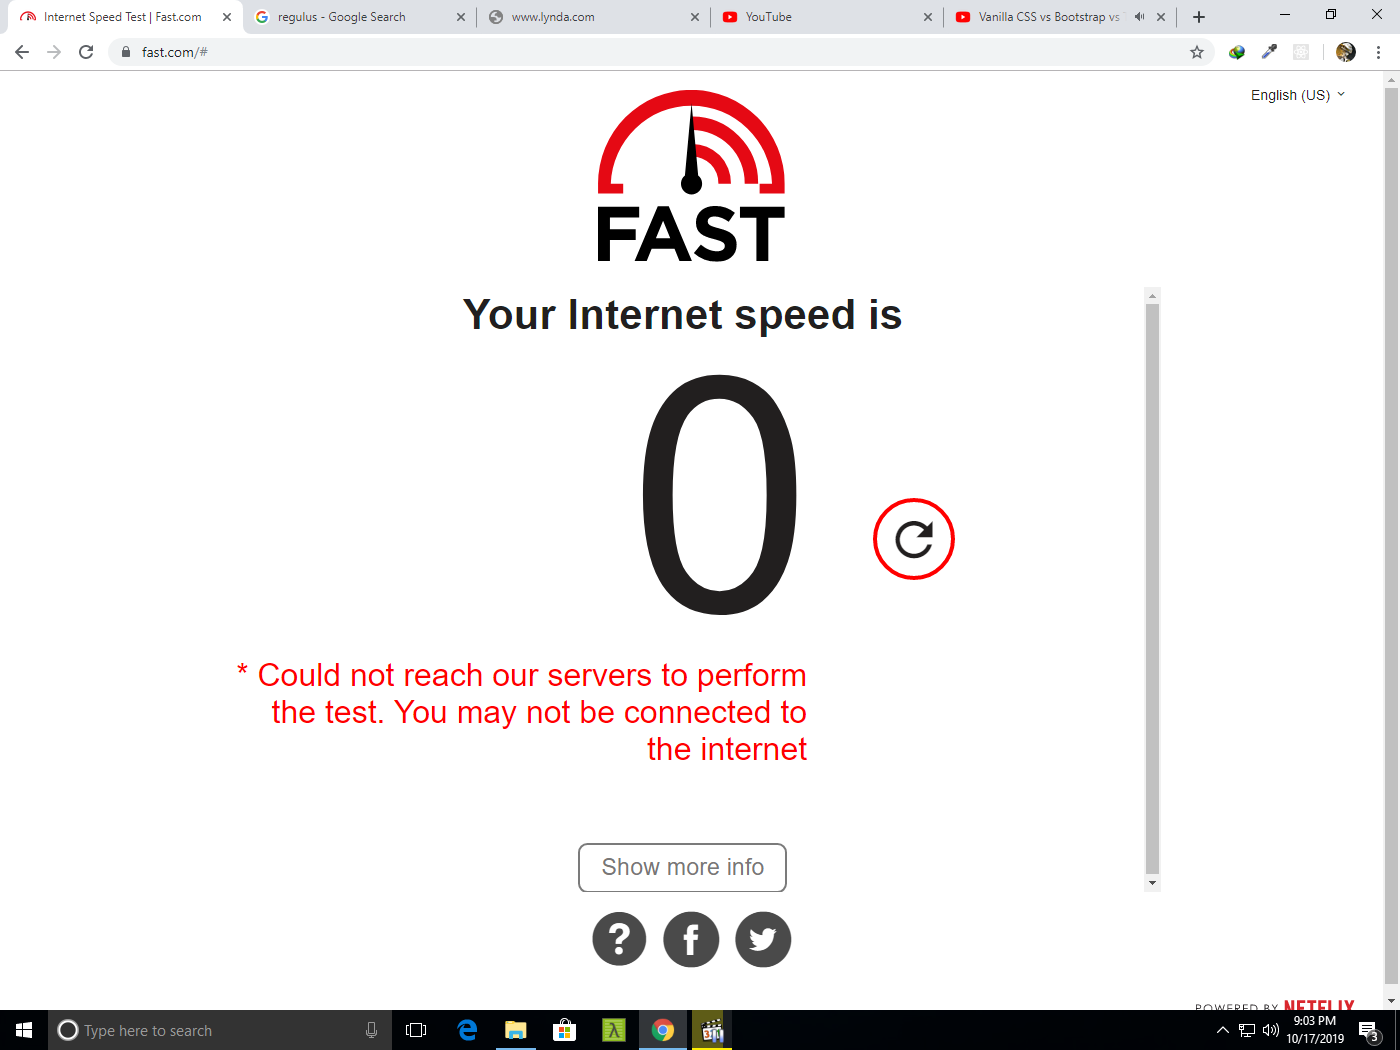 Internet Speed Test | Fast.com
regulus - Google Search
www.lynda.com
YouTube
Vanilla CSS vs Bootstrap vs
fast.com/#
English (US)
FAST
Your Internet speed is
0
* Could not reach our servers to perform
the test. You may not be connected to
the internet
Show more info
?
f
POWERED BY NETFLIX
Type here to search
9:03 PM
10/17/2019
3